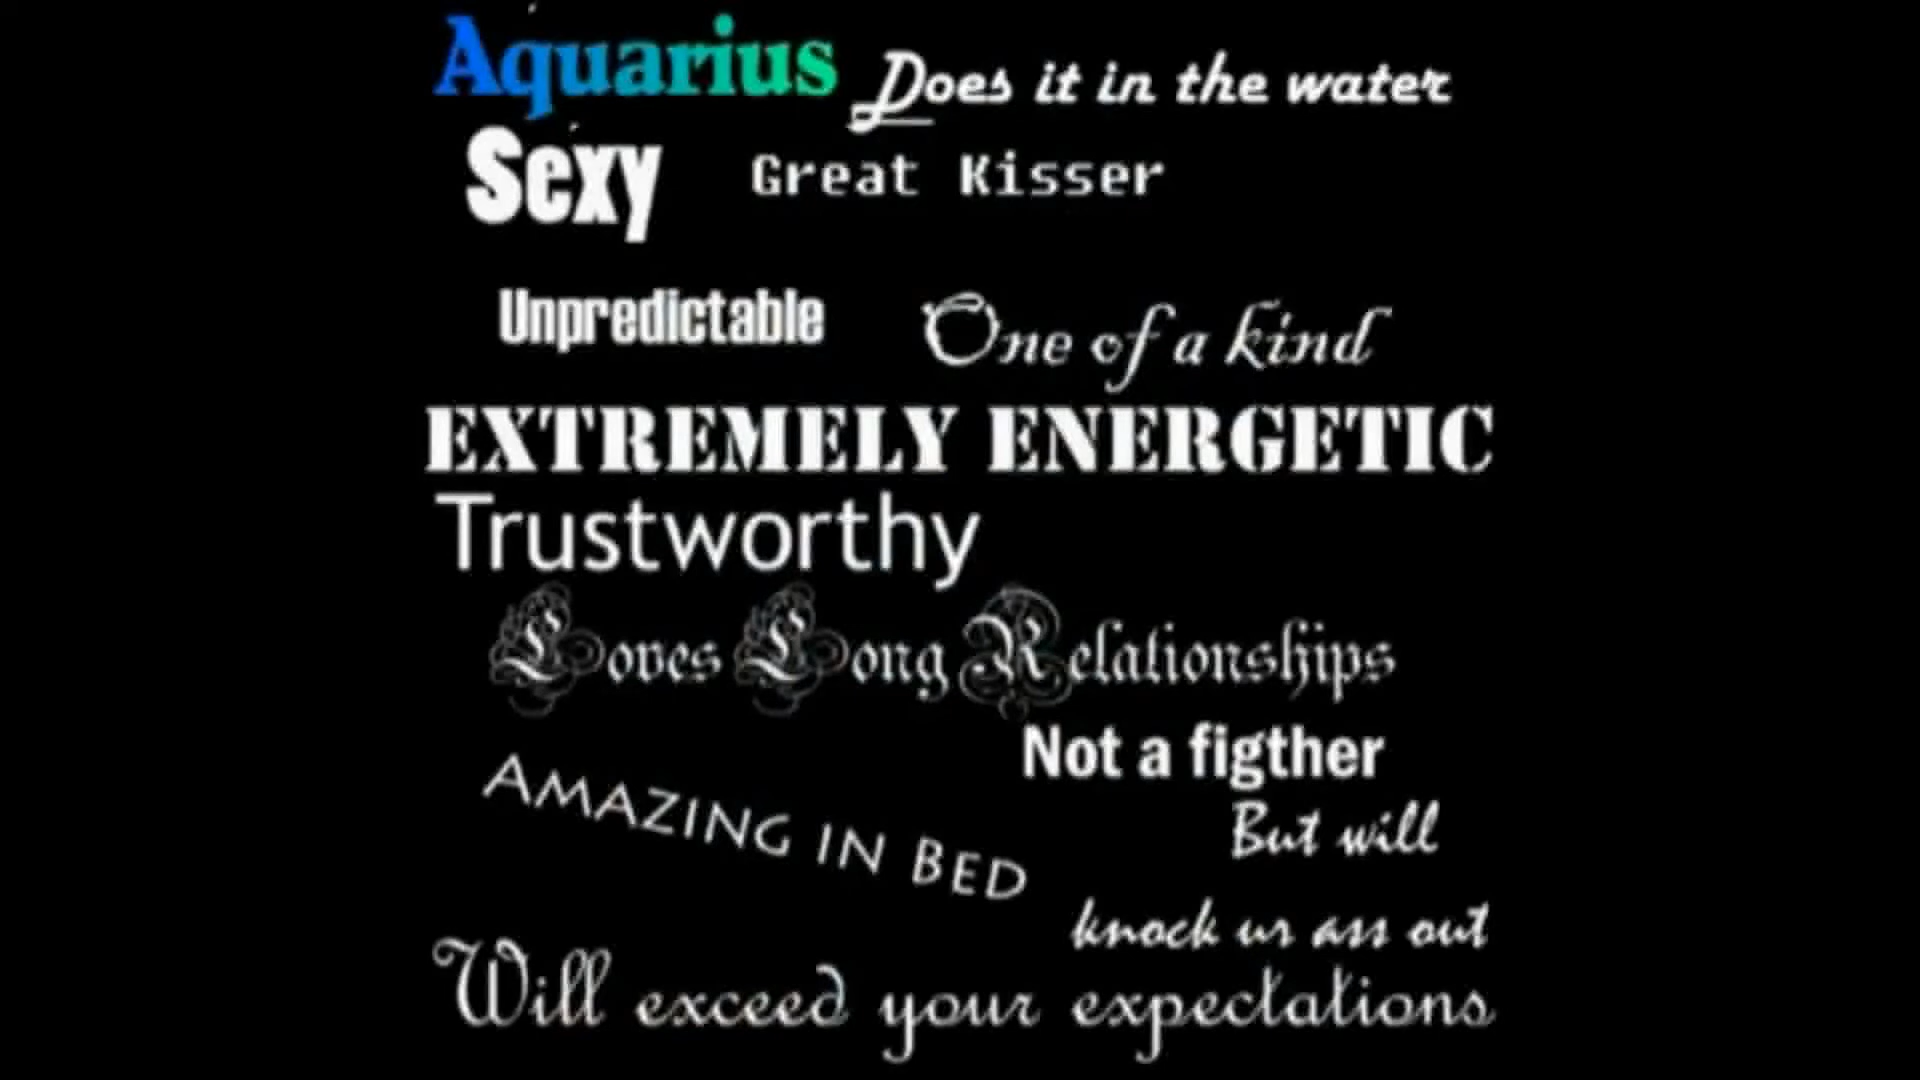 Aquarius Does it in the water
Sexy Great Kisser
Unpredictable One of a kind
EXTREMELY ENERGETIC
Trustworthy
Loves Long Relationships
Not a figther
AMAZING IN BED
But will
knock ur ass out
Will exceed your expectations